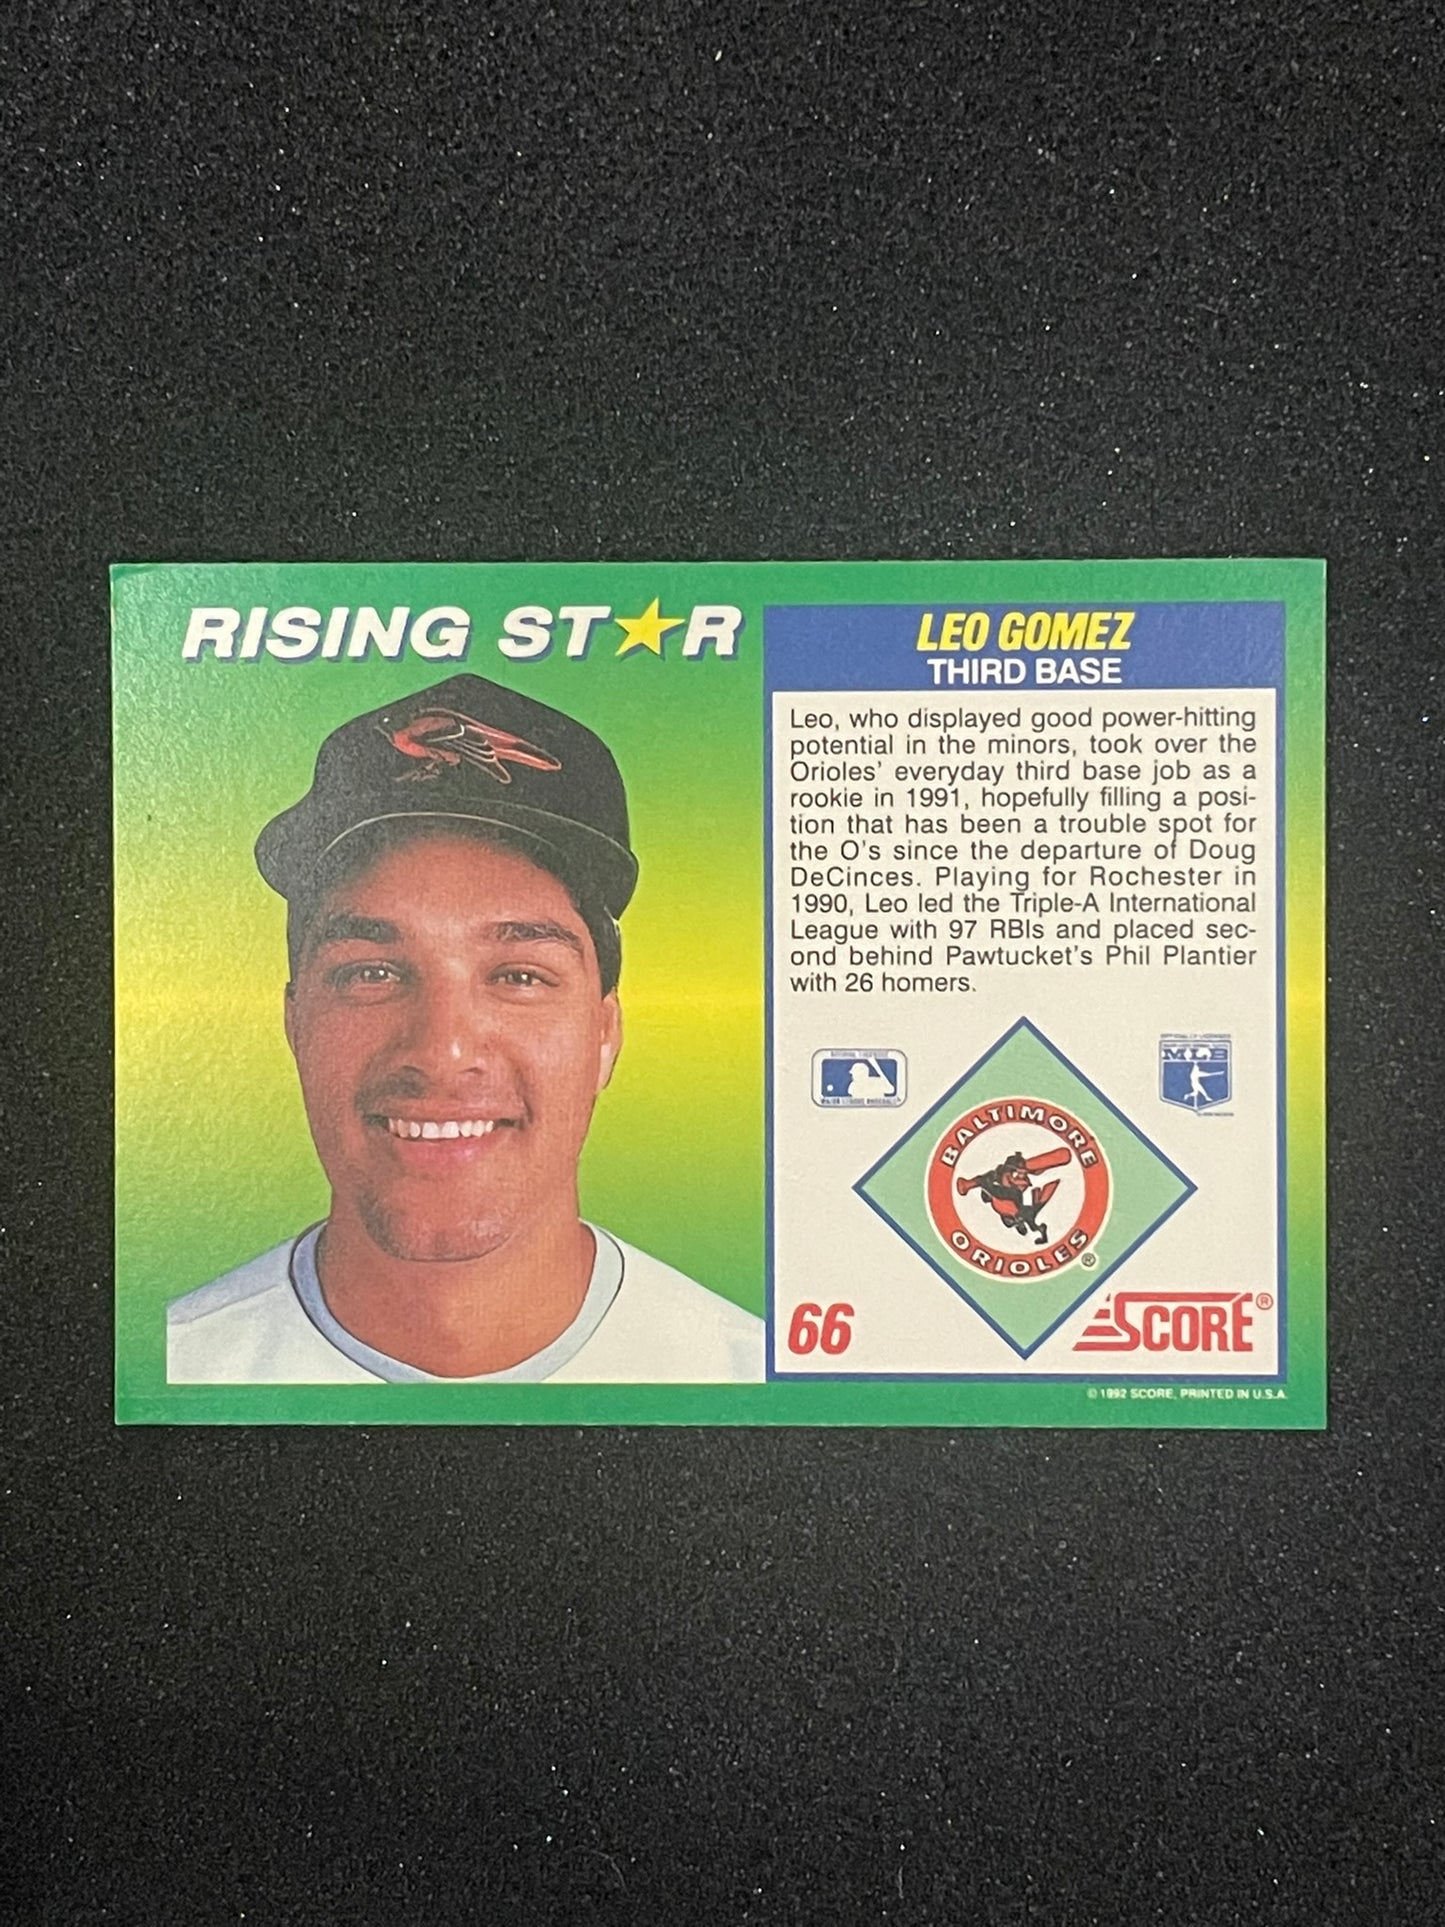 RISING ST★R
LEO GOMEZ
THIRD BASE
Leo, who displayed good power-hitting
potential in the minors, took over the
Orioles' everyday third base job as a
rookie in 1991, hopefully filling a posi-
tion that has been a trouble spot for
the O's since the departure of Doug
DeCinces. Playing for Rochester in
1990, Leo led the Triple-A International
League with 97 RBIs and placed sec-
ond behind Pawtucket's Phil Plantier
with 26 homers.
MLB
MAJOR LEAGUE BASEBALL
BALTIMORE
ORIOLES®
66
SCORE®
© 1992 SCORE, PRINTED IN U.S.A.